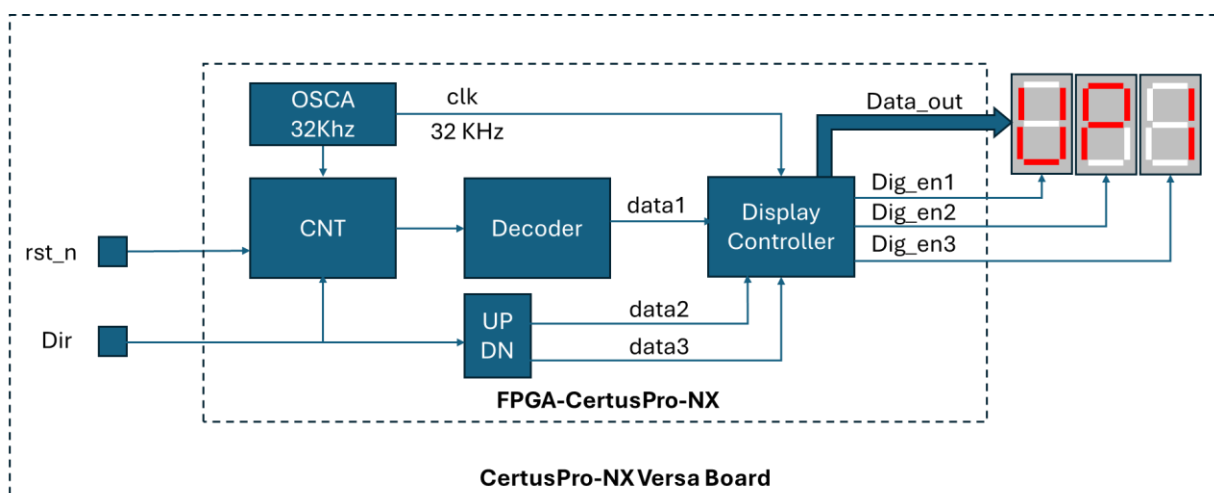 OSCA
32Khz
clk
32 KHz
Data_out
rst_n
CNT
Decoder
data1
Display
Controller
Dig_en1
Dig_en2
Dig_en3
Dir
UP
DN
data2
data3
FPGA-CertusPro-NX
CertusPro-NX Versa Board